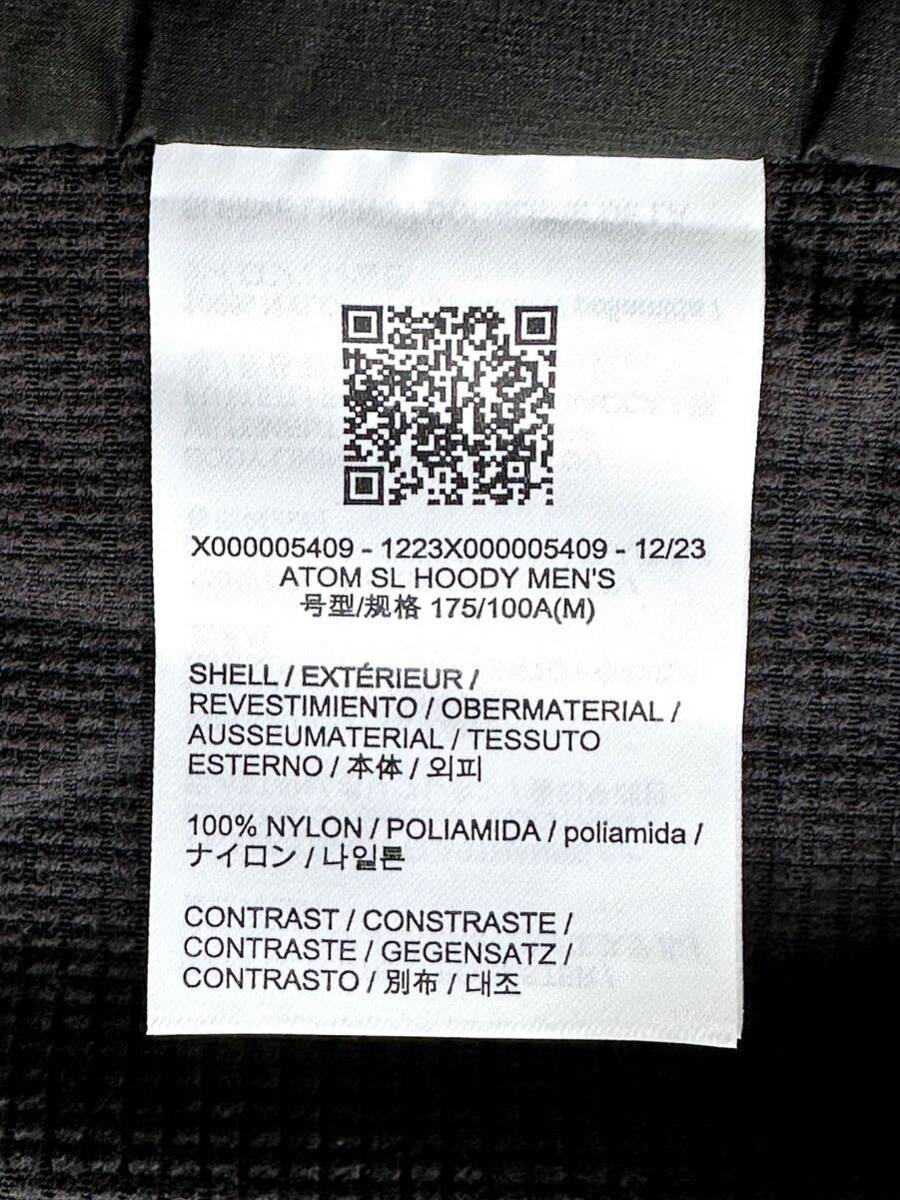 X000005409 - 1223X000005409 - 12/23
ATOM SL HOODY MEN'S
号型/规格 175/100A(M)
SHELL / EXTÉRIEUR /
REVESTIMIENTO / OBERMATERIAL /
AUSSEUMATERIAL / TESSUTO
ESTERNO / 本体 / 외피
100% NYLON / POLIAMIDA / poliamida /
ナイロン / 나일론
CONTRAST / CONSTRASTE /
CONTRASTE / GEGENSATZ /
CONTRASTO / 別布 / 대조